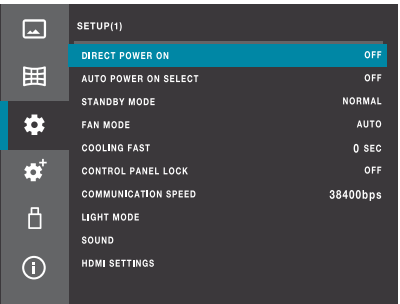 SETUP(1)
DIRECT POWER ON OFF
AUTO POWER ON SELECT OFF
STANDBY MODE NORMAL
FAN MODE AUTO
COOLING FAST 0 SEC
CONTROL PANEL LOCK OFF
COMMUNICATION SPEED 38400bps
LIGHT MODE
SOUND
HDMI SETTINGS